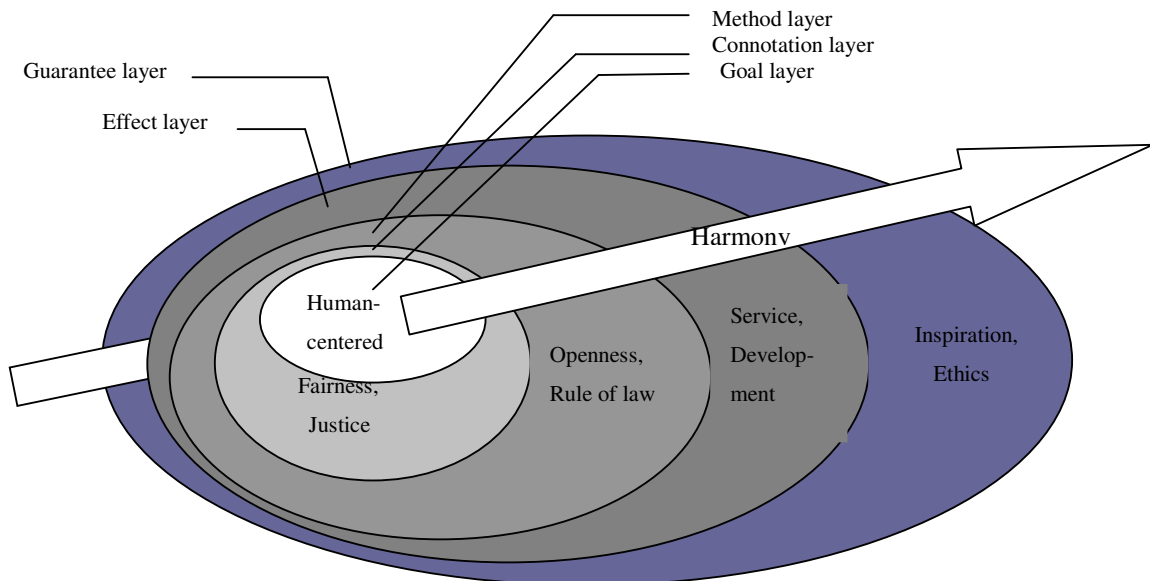 Method layer
Connotation layer
Goal layer
Guarantee layer
Effect layer
Harmony
Human-
centered
Fairness,
Justice
Openness,
Rule of law
Service,
Develop-
ment
Inspiration,
Ethics